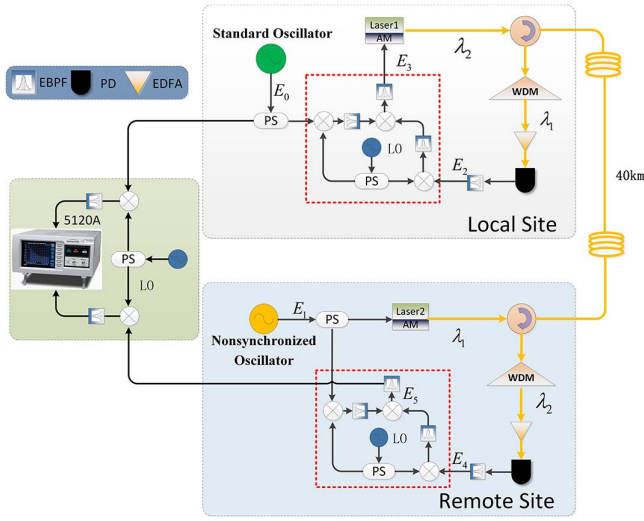 Laser1
AM
λ2
Standard Oscillator
E3
EBPF
PD
EDFA
E0
WDM
PS
λ1
LO
E2
PS
40km
5120A
Local Site
PS
LO
E1
PS
Laser2
AM
λ1
Nonsynchronized
Oscillator
WDM
E5
λ2
LO
PS
E4
Remote Site